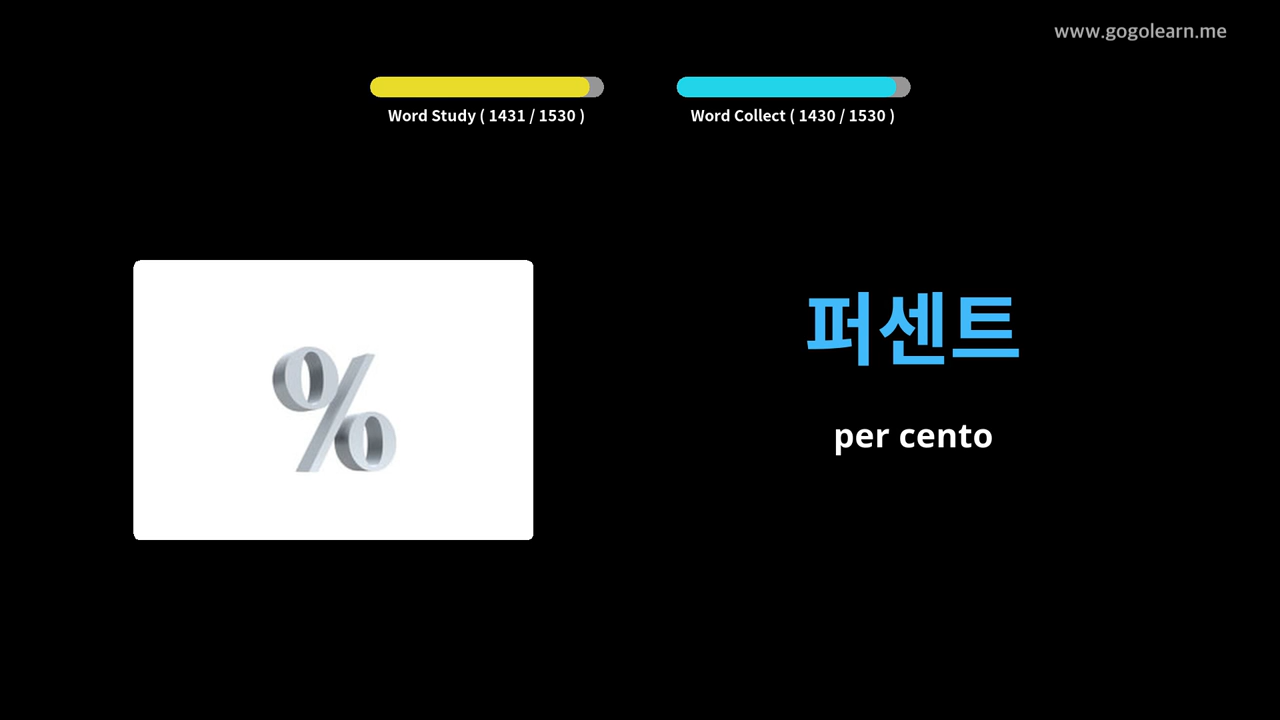 www.gogolearn.me
Word Study ( 1431 / 1530 )
Word Collect ( 1430 / 1530 )
%
퍼센트
per cento